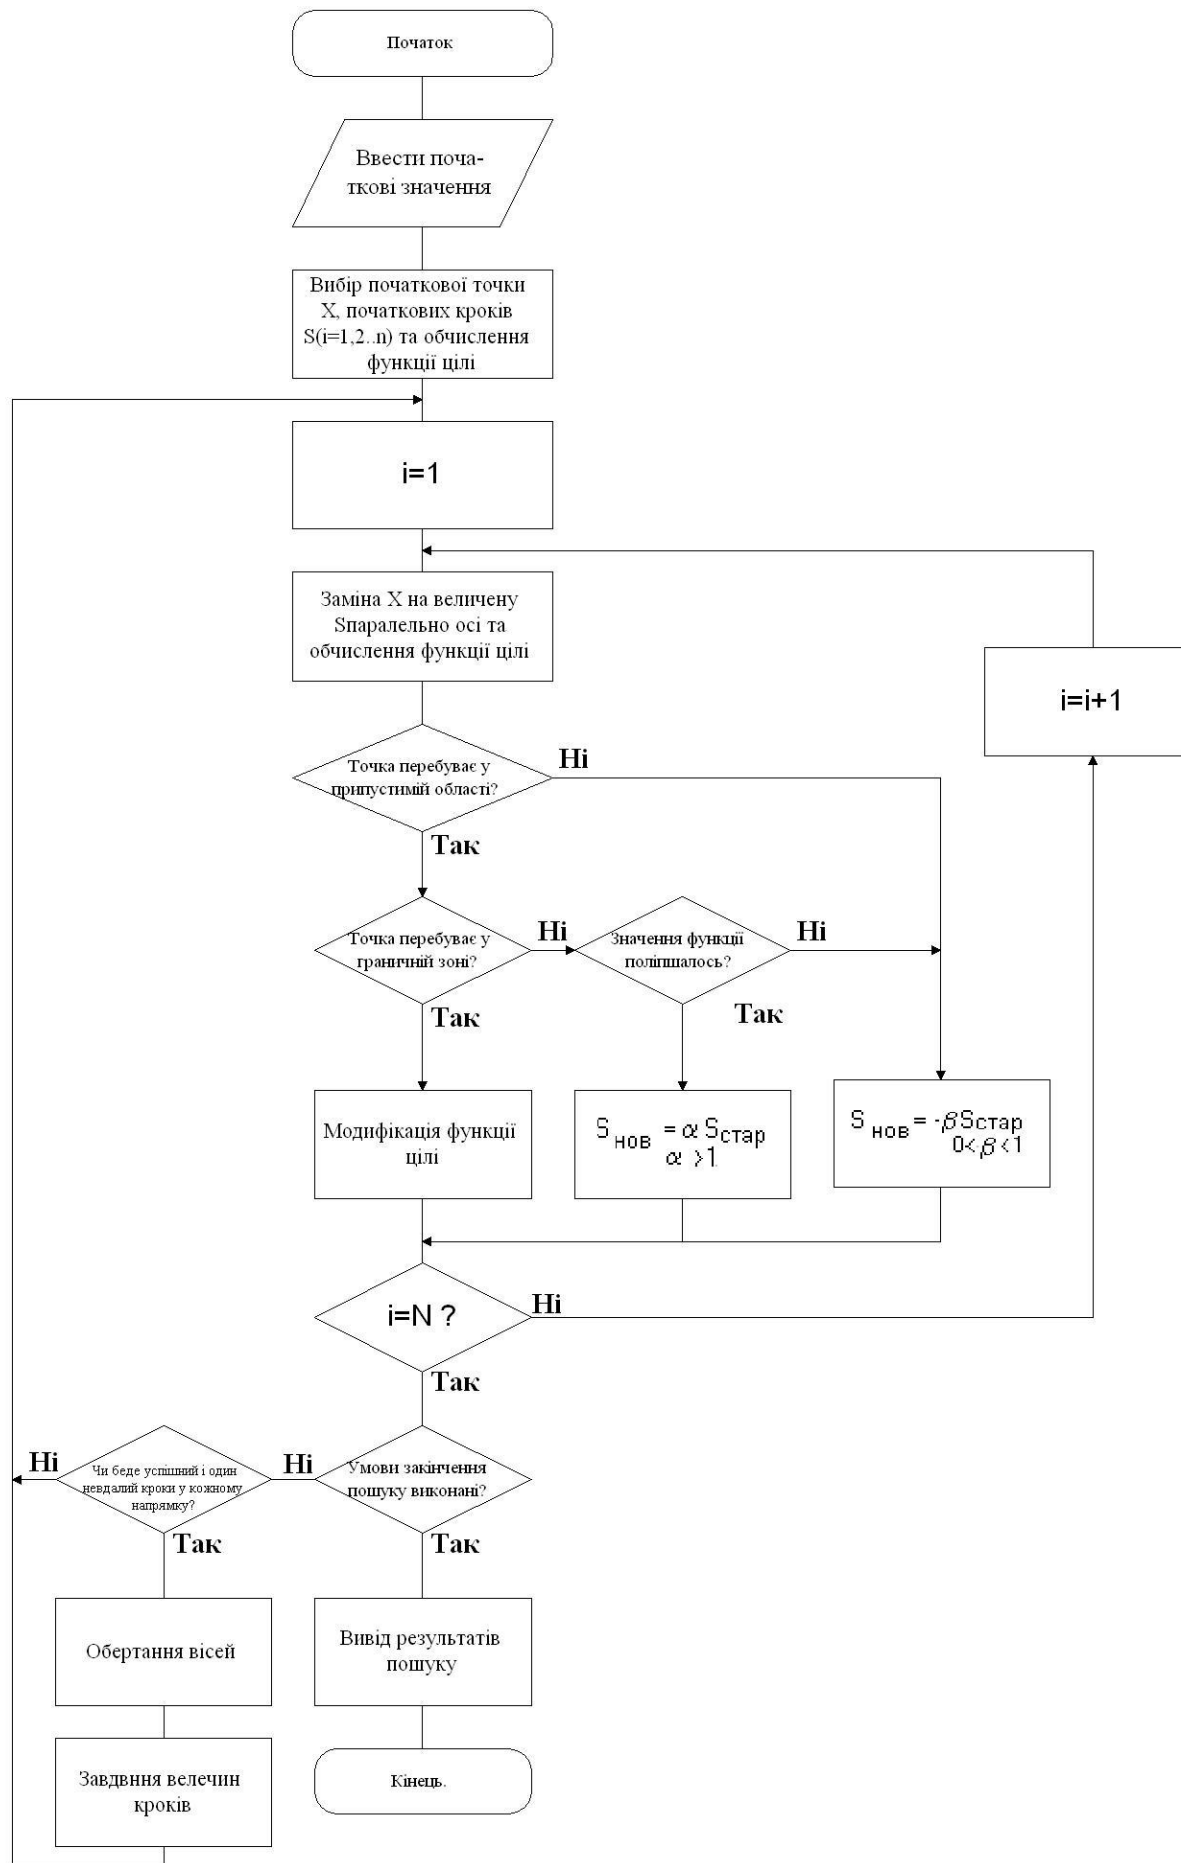 Початок
Ввести поча-
ткові значення
Вибір початкової точки
X, початкових кроків
S(i=1,2..n) та обчислення
функції цілі
i=1
Заміна X на величену
Sпаралельно осі та
обчислення функції цілі
i=i+1
Точка перебуває у
припустимій області?
Ні
Так
Точка перебуває у
граничній зоні?
Ні
Значення функції
поліпшалось?
Ні
Так
Так
Модифікація функції
цілі
S нов = α Sстар
α >1
S нов = -βSстар
0<β<1
i=N ?
Ні
Так
Ні
Чи беде успішний і один
невдалий кроки у кожному
напрямку?
Ні
Умови закінчення
пошуку виконані?
Так
Так
Обертання вісей
Вивід результатів
пошуку
Завдвння велечин
кроків
Кінець.